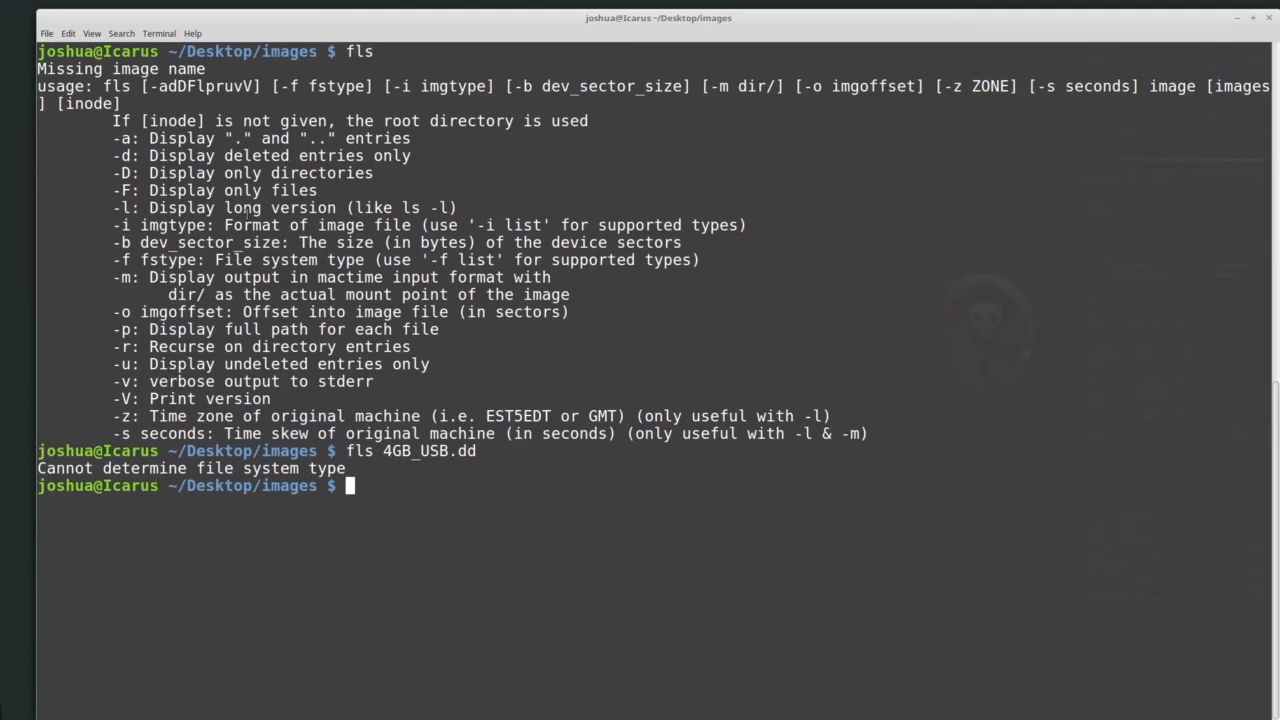 joshua@Icarus ~/Desktop/images
File Edit View Search Terminal Help
joshua@Icarus ~/Desktop/images $ fls
Missing image name
usage: fls [-adDFlpruvV] [-f fstype] [-i imgtype] [-b dev_sector_size] [-m dir/] [-o imgoffset] [-z ZONE] [-s seconds] image [images
] [inode]
If [inode] is not given, the root directory is used
-a: Display "." and ".." entries
-d: Display deleted entries only
-D: Display only directories
-F: Display only files
-l: Display long version (like ls -l)
-i imgtype: Format of image file (use '-i list' for supported types)
-b dev_sector_size: The size (in bytes) of the device sectors
-f fstype: File system type (use '-f list' for supported types)
-m: Display output in mactime input format with
dir/ as the actual mount point of the image
-o imgoffset: Offset into image file (in sectors)
-p: Display full path for each file
-r: Recurse on directory entries
-u: Display undeleted entries only
-v: verbose output to stderr
-V: Print version
-z: Time zone of original machine (i.e. EST5EDT or GMT) (only useful with -l)
-s seconds: Time skew of original machine (in seconds) (only useful with -l & -m)
joshua@Icarus ~/Desktop/images $ fls 4GB_USB.dd
Cannot determine file system type
joshua@Icarus ~/Desktop/images $